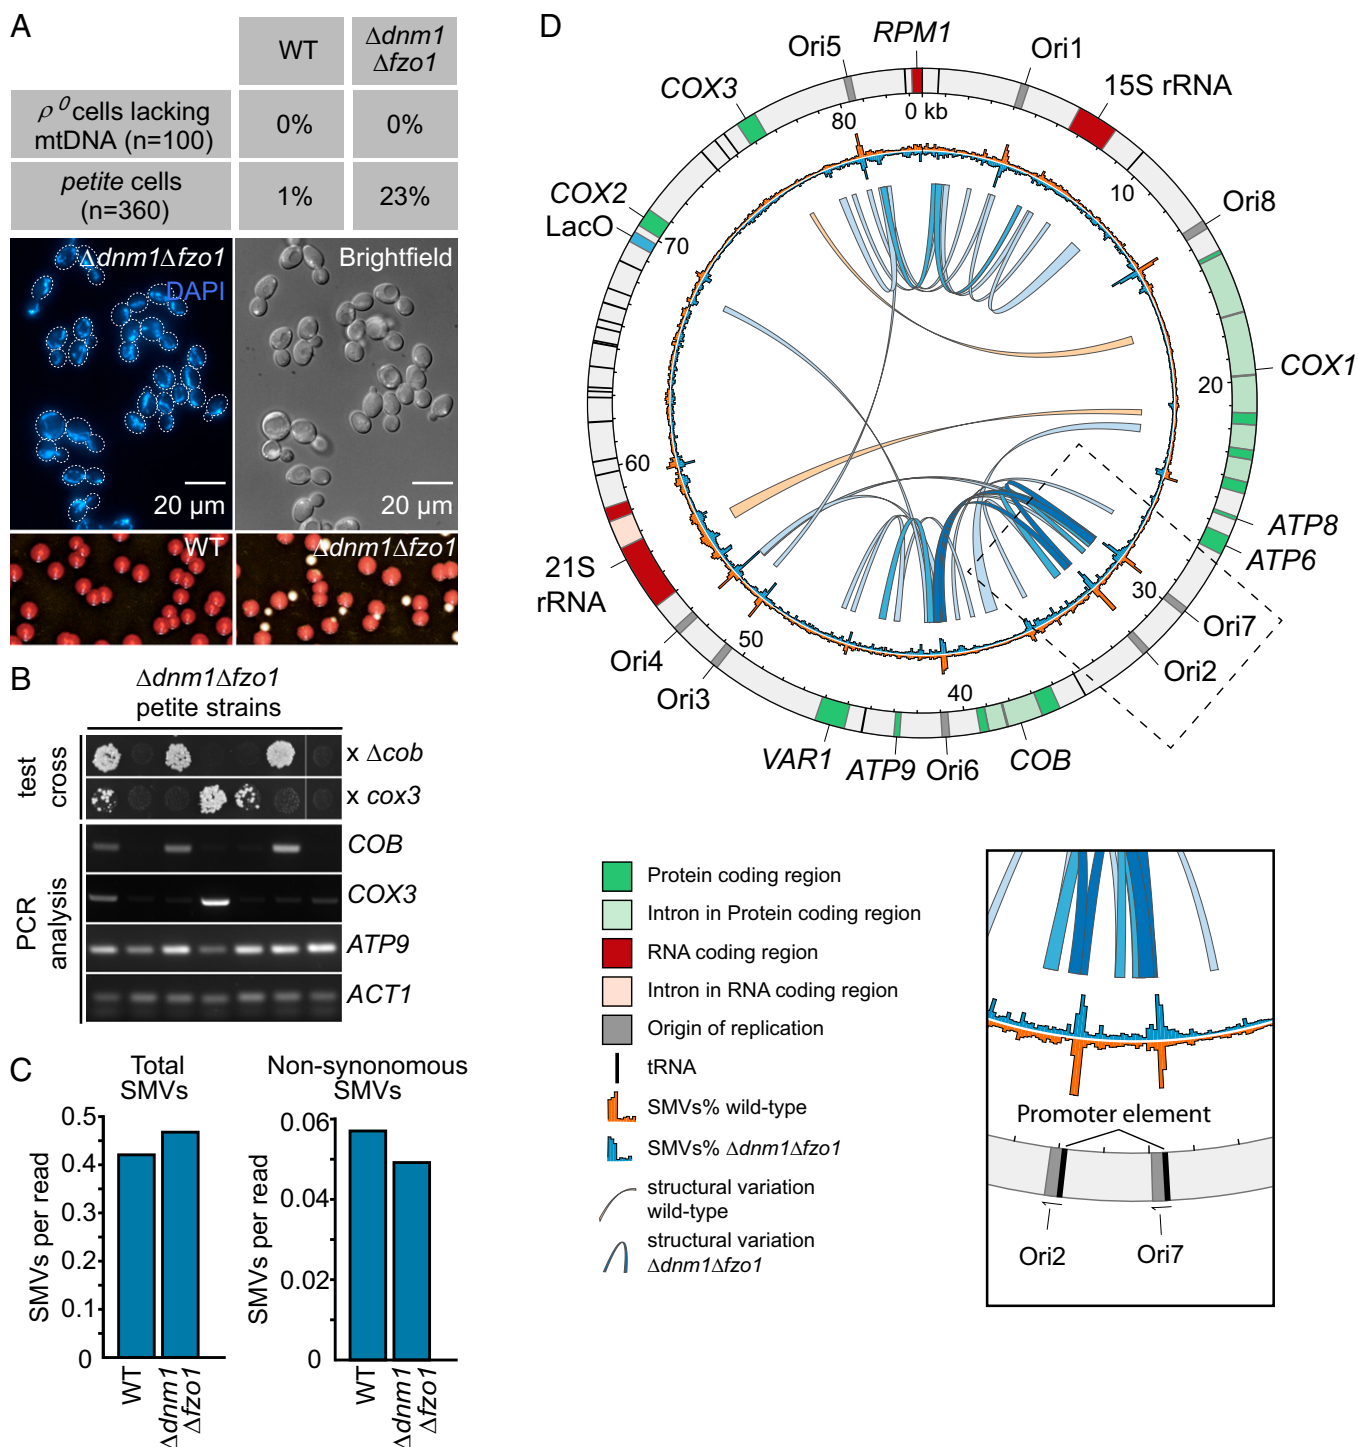 A
WT
Δdnm1
Δfzo1
ρ⁰ cells lacking
mtDNA (n=100)
0%
0%
petite cells
(n=360)
1%
23%
Δdnm1Δfzo1
DAPI
Brightfield
20 µm
20 µm
WT
Δdnm1Δfzo1
B
Δdnm1Δfzo1
petite strains
test
cross
x Δcob
x cox3
PCR
analysis
COB
COX3
ATP9
ACT1
C
Total
SMVs
SMVs per read
0.5
0.4
0.5
0.3
0.2
0.1
0
WT
Δdnm1
Δfzo1
Non-synonomous
SMVs
SMVs per read
0.06
0.04
0.02
0
WT
Δdnm1
Δfzo1
D
RPM1
Ori5
Ori1
COX3
15S rRNA
0 kb
80
10
COX2
LacO
70
Ori8
20
COX1
60
ATP8
ATP6
21S
rRNA
30
Ori7
Ori4
50
Ori2
Ori3
40
VAR1
ATP9
Ori6
COB
Protein coding region
Intron in Protein coding region
RNA coding region
Intron in RNA coding region
Origin of replication
tRNA
SMVs% wild-type
SMVs% Δdnm1Δfzo1
structural variation
wild-type
structural variation
Δdnm1Δfzo1
Promoter element
Ori2
Ori7